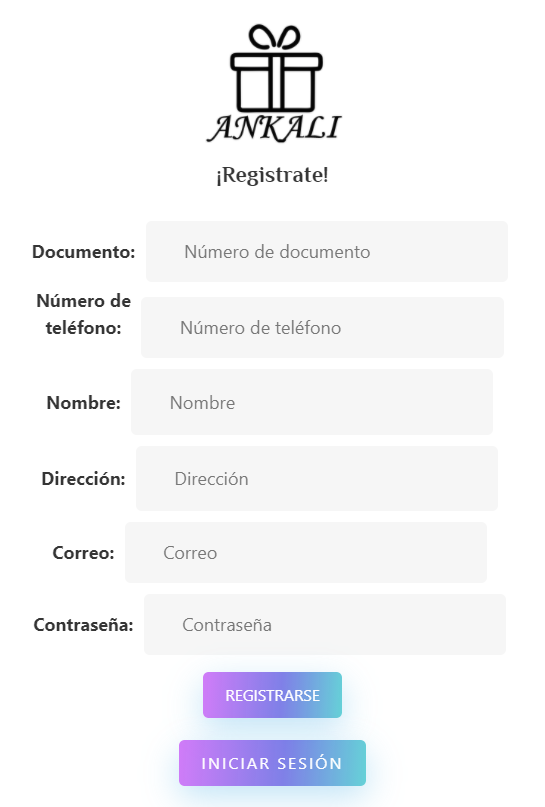 ANKALI
¡Registrate!
Documento: Número de documento
Número de
teléfono: Número de teléfono
Nombre: Nombre
Dirección: Dirección
Correo: Correo
Contraseña: Contraseña
REGISTRARSE
INICIAR SESIÓN